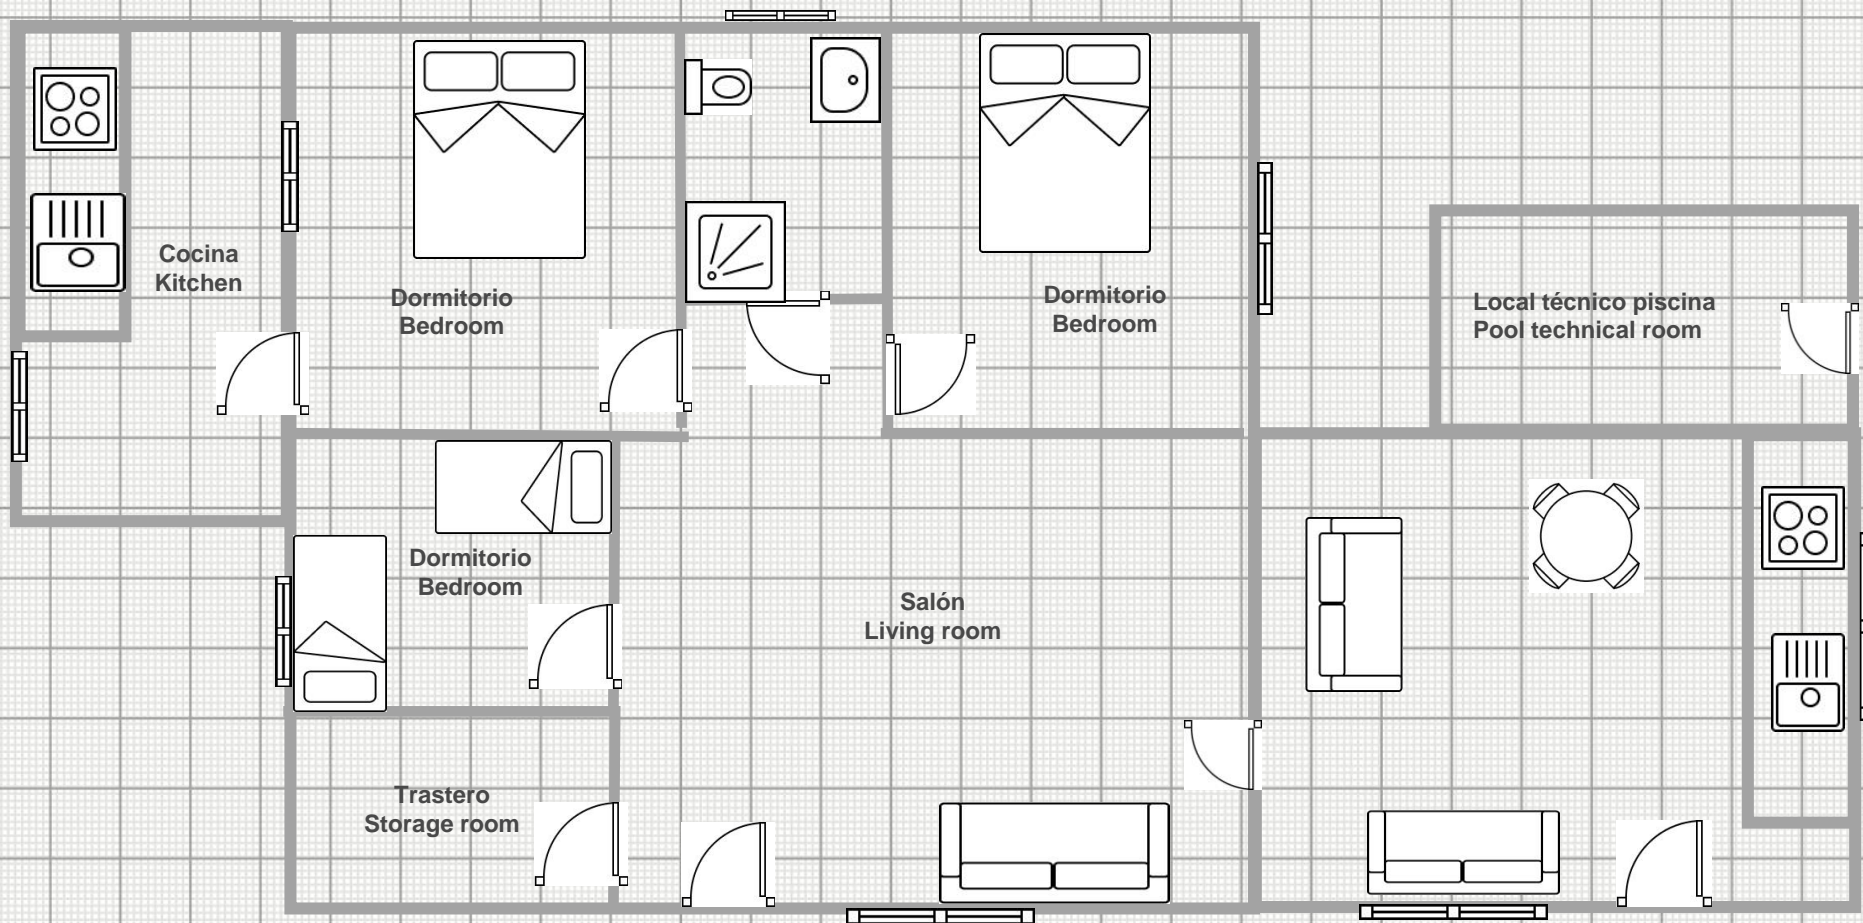 Cocina
Kitchen
Dormitorio
Bedroom
Dormitorio
Bedroom
Local técnico piscina
Pool technical room
Dormitorio
Bedroom
Salón
Living room
Trastero
Storage room